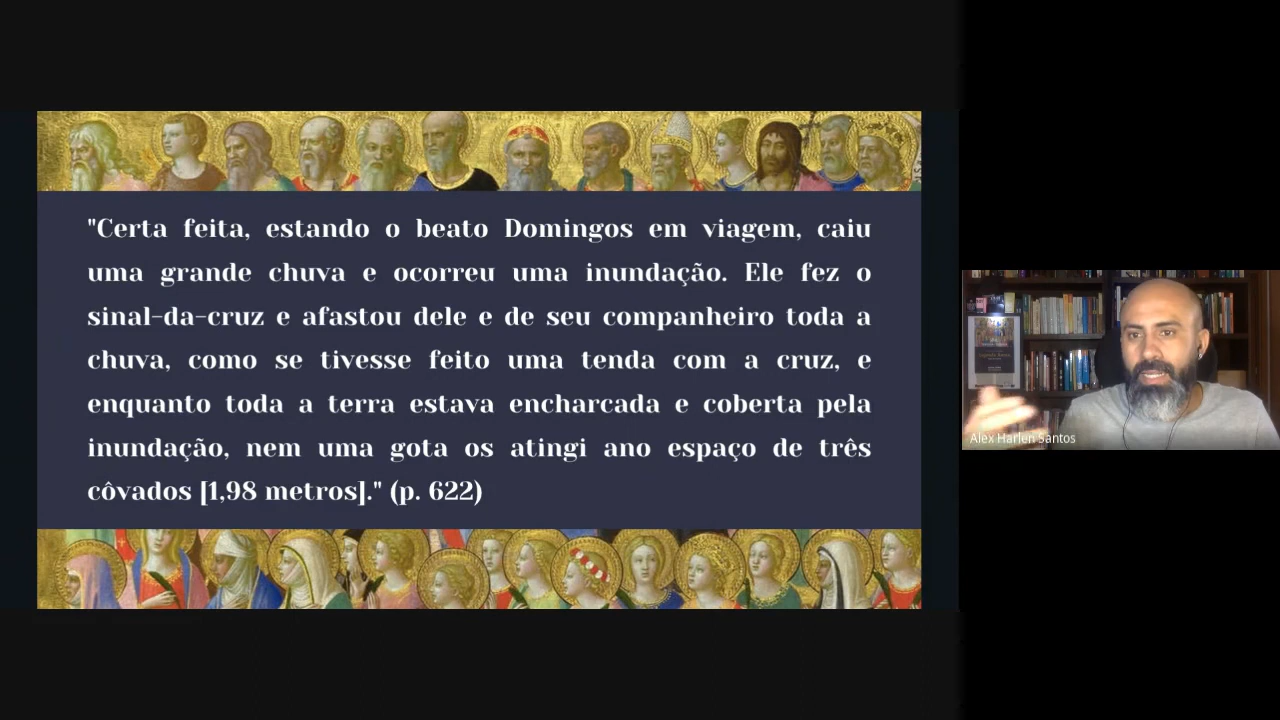 "Certa feita, estando o beato Domingos em viagem, caiu
uma grande chuva e ocorreu uma inundação. Ele fez o
sinal-da-cruz e afastou dele e de seu companheiro toda a
chuva, como se tivesse feito uma tenda com a cruz, e
enquanto toda a terra estava encharcada e coberta pela
inundação, nem uma gota os atingi ano espaço de três
côvados [1,98 metros]." (p. 622)
Alex Harlen Santos